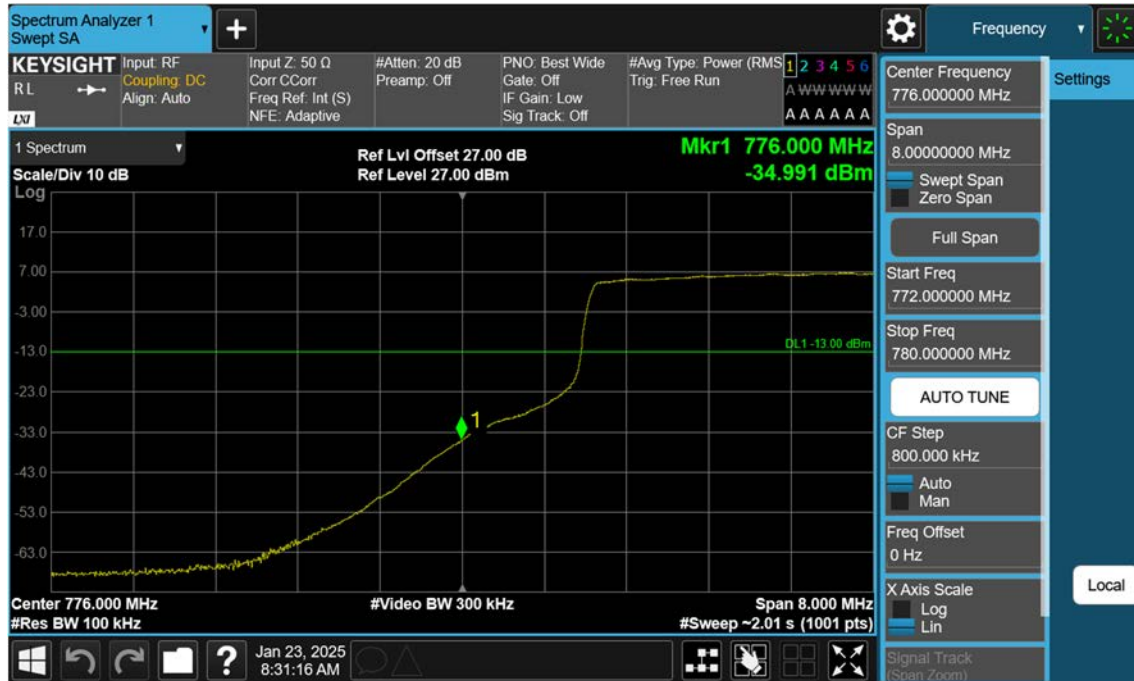 Spectrum Analyzer 1
Swept SA
Frequency
KEYSIGHT
RL
LXI
Input: RF
Coupling: DC
Align: Auto
Input Z: 50 Ω
Corr CCorr
Freq Ref: Int (S)
NFE: Adaptive
#Atten: 20 dB
Preamp: Off
PNO: Best Wide
Gate: Off
IF Gain: Low
Sig Track: Off
#Avg Type: Power (RMS
Trig: Free Run
1 2 3 4 5 6
A W W W W W
A A A A A A
1 Spectrum
Scale/Div 10 dB
Ref Lvl Offset 27.00 dB
Ref Level 27.00 dBm
Mkr1 776.000 MHz
-34.991 dBm
Log
17.0
7.00
-3.00
-13.0
-23.0
-33.0
-43.0
-53.0
-63.0
DL1 -13.00 dBm
1
Center 776.000 MHz
#Res BW 100 kHz
#Video BW 300 kHz
Span 8.000 MHz
#Sweep ~2.01 s (1001 pts)
?
Jan 23, 2025
8:31:16 AM
Center Frequency
776.000000 MHz
Span
8.00000000 MHz
Swept Span
Zero Span
Full Span
Start Freq
772.000000 MHz
Stop Freq
780.000000 MHz
AUTO TUNE
CF Step
800.000 kHz
Auto
Man
Freq Offset
0 Hz
X Axis Scale
Log
Lin
Signal Track
(Span Zoom)
Settings
Local